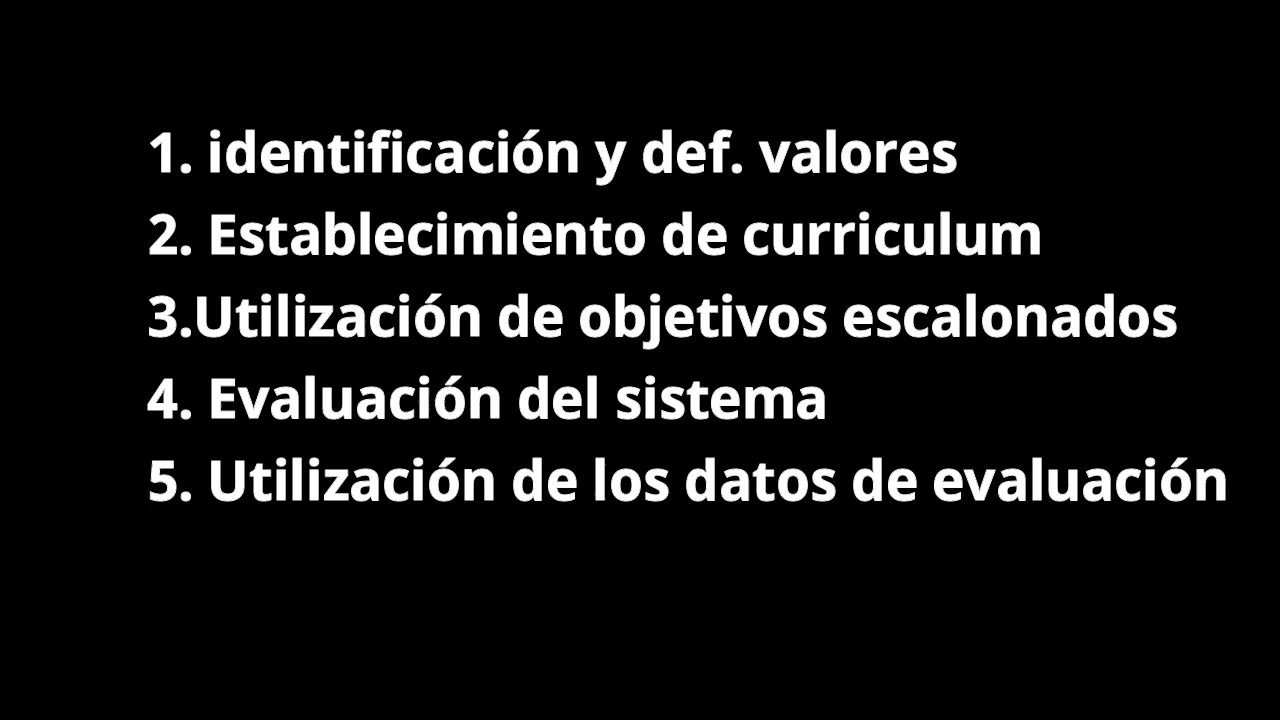 1. identificación y def. valores
2. Establecimiento de curriculum
3.Utilización de objetivos escalonados
4. Evaluación del sistema
5. Utilización de los datos de evaluación